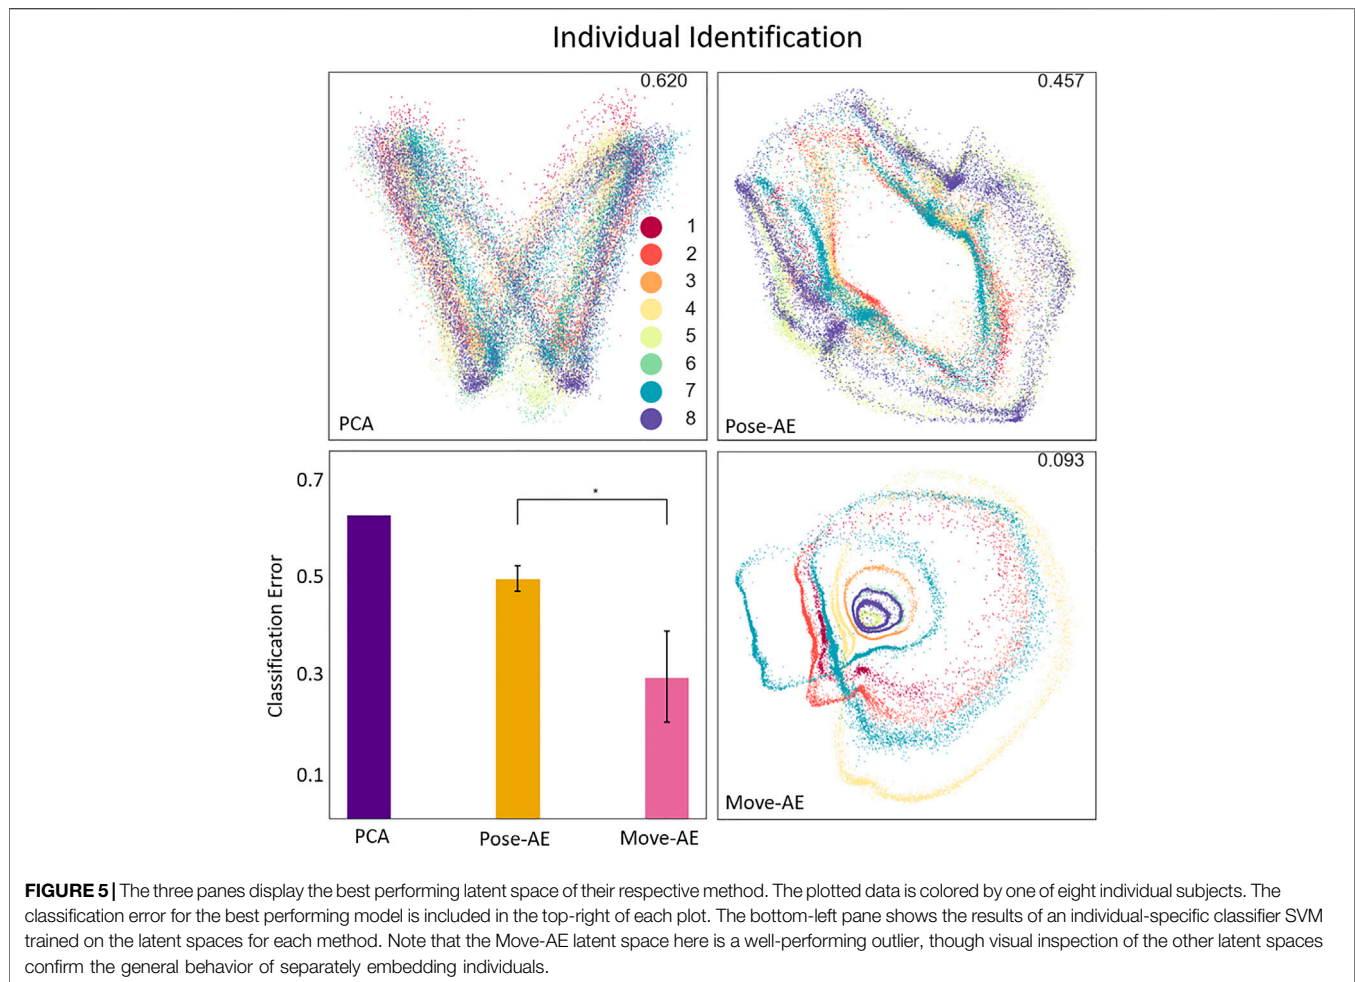 Individual Identification
0.620
1
2
3
4
5
6
7
8
PCA
0.457
Pose-AE
0.7
0.5
0.3
0.1
Classification Error
*
PCA
Pose-AE
Move-AE
0.093
Move-AE
FIGURE 5 | The three panes display the best performing latent space of their respective method. The plotted data is colored by one of eight individual subjects. The
classification error for the best performing model is included in the top-right of each plot. The bottom-left pane shows the results of an individual-specific classifier SVM
trained on the latent spaces for each method. Note that the Move-AE latent space here is a well-performing outlier, though visual inspection of the other latent spaces
confirm the general behavior of separately embedding individuals.